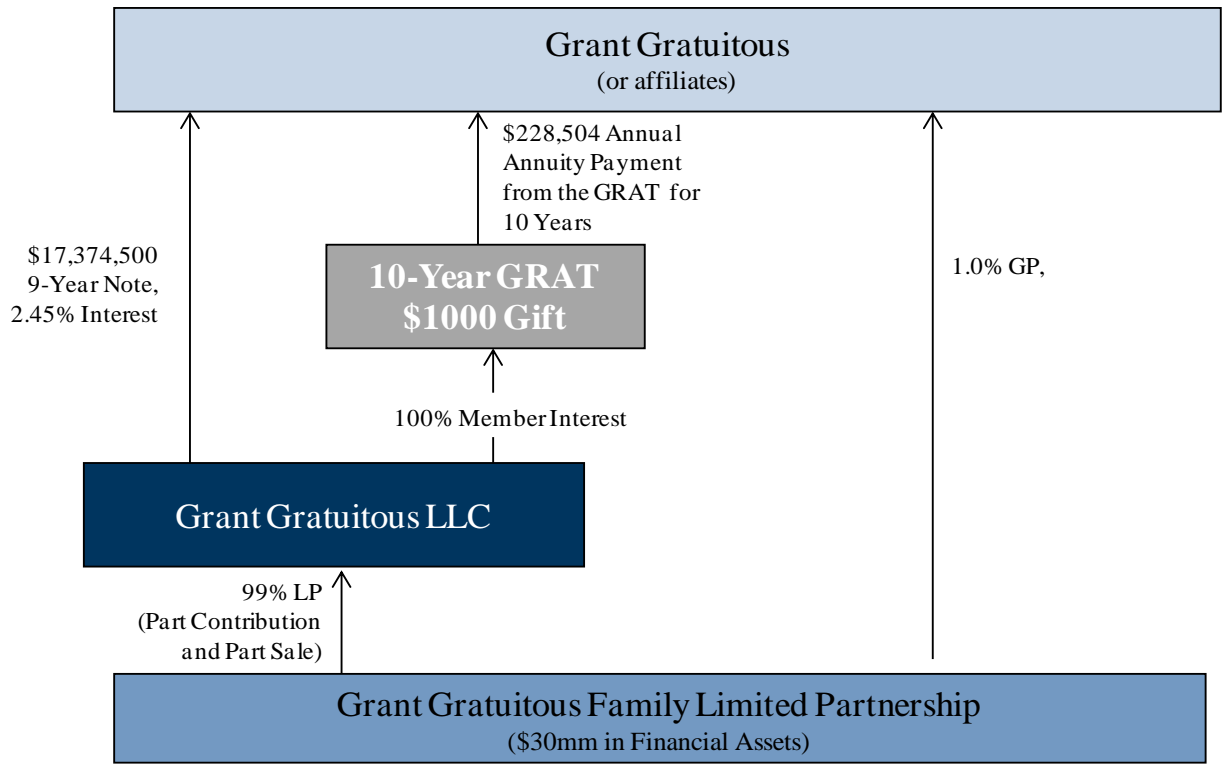 Grant Gratuitous
(or affiliates)
$228,504 Annual
Annuity Payment
from the GRAT for
10 Years
$17,374,500
9-Year Note,
2.45% Interest
10-Year GRAT
$1000 Gift
1.0% GP,
100% Member Interest
Grant Gratuitous LLC
99% LP
(Part Contribution
and Part Sale)
Grant Gratuitous Family Limited Partnership
($30mm in Financial Assets)